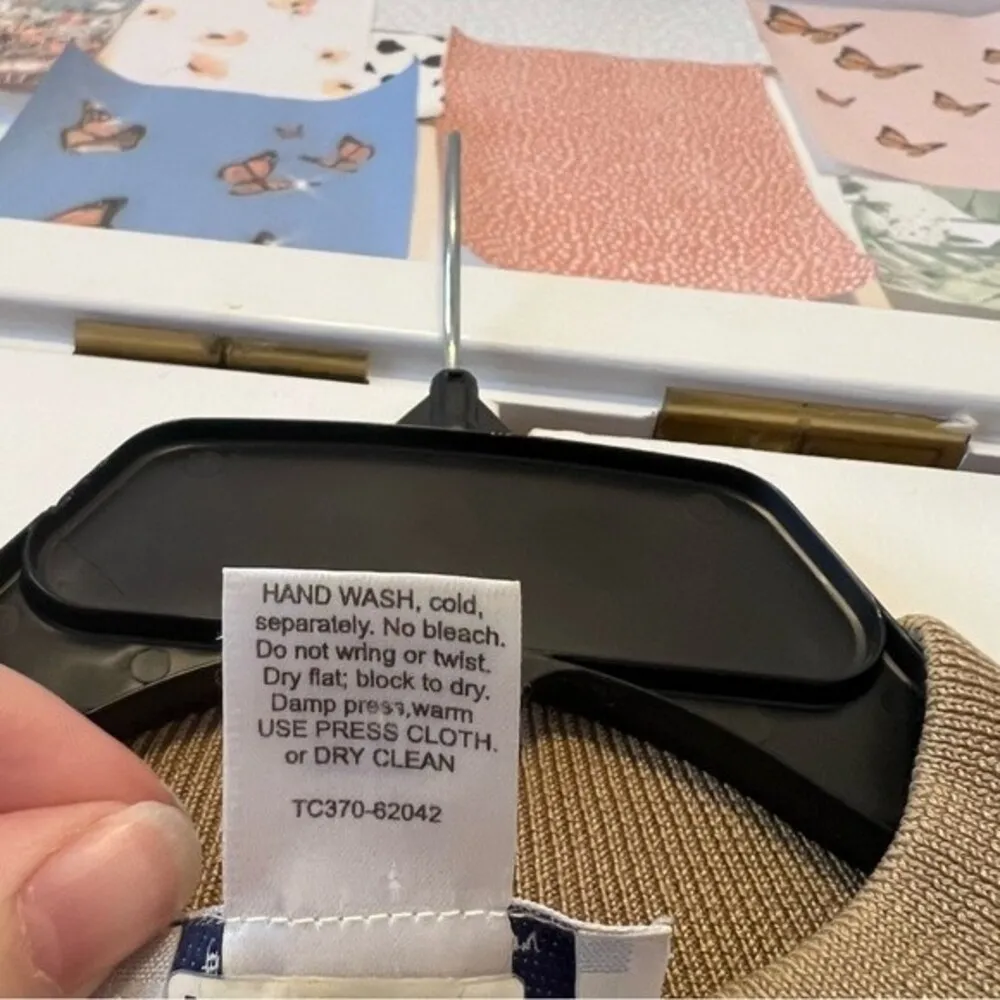 HAND WASH, cold,
separately. No bleach.
Do not wring or twist.
Dry flat; block to dry.
Damp press,warm
USE PRESS CLOTH.
or DRY CLEAN
TC370-62042